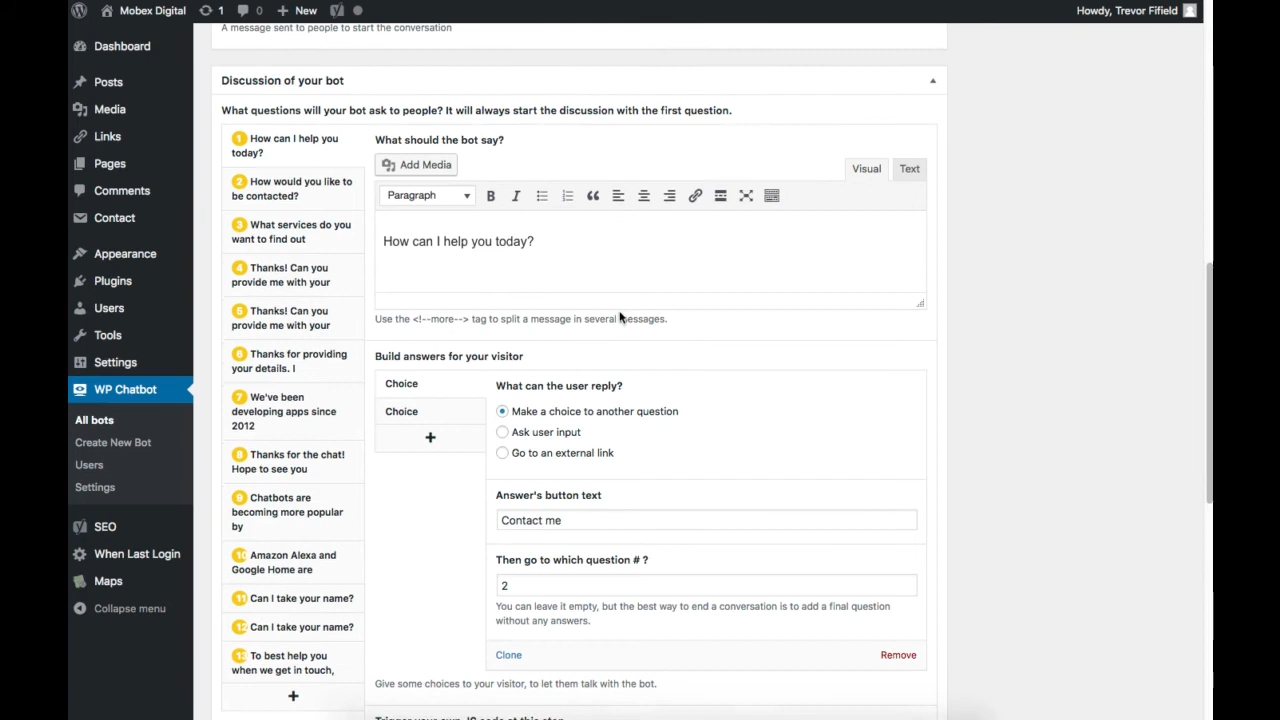 Mobex Digital 1 0 + New Howdy, Trevor Fifield
Dashboard
Posts
Media
Links
Pages
Comments
Contact
Appearance
Plugins
Users
Tools
Settings
WP Chatbot
All bots
Create New Bot
Users
Settings
SEO
When Last Login
Maps
Collapse menu
A message sent to people to start the conversation
Discussion of your bot
What questions will your bot ask to people? It will always start the discussion with the first question.
1 How can I help you
today?
2 How would you like to
be contacted?
3 What services do you
want to find out
4 Thanks! Can you
provide me with your
5 Thanks! Can you
provide me with your
6 Thanks for providing
your details. I
7 We've been
developing apps since
2012
8 Thanks for the chat!
Hope to see you
9 Chatbots are
becoming more popular
by
10 Amazon Alexa and
Google Home are
11 Can I take your name?
12 Can I take your name?
13 To best help you
when we get in touch,
+
What should the bot say?
Add Media
Visual Text
Paragraph B I
How can I help you today?
Use the <!--more--> tag to split a message in several messages.
Build answers for your visitor
Choice
Choice
+
What can the user reply?
Make a choice to another question
Ask user input
Go to an external link
Answer's button text
Contact me
Then go to which question # ?
2
You can leave it empty, but the best way to end a conversation is to add a final question
without any answers.
Clone Remove
Give some choices to your visitor, to let them talk with the bot.
Trigger your own JS code at this step